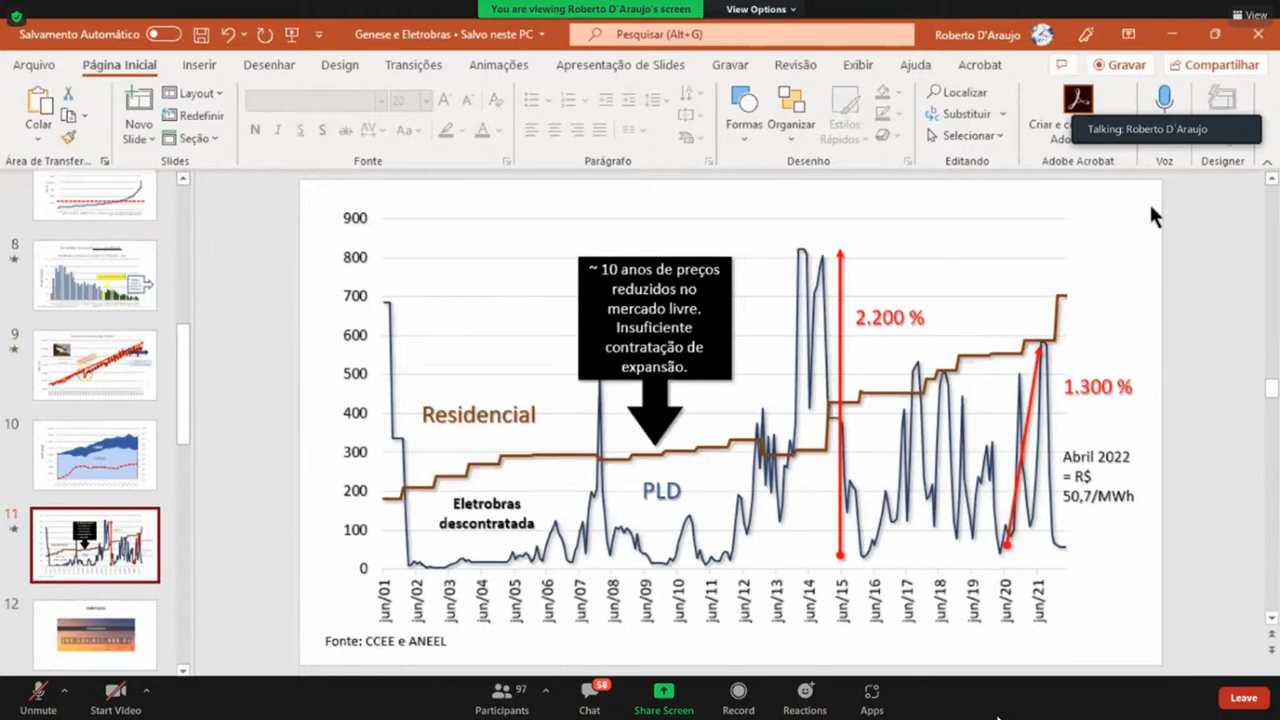 You are viewing Roberto D'Araujo's screen
View Options
View
Salvamento Automático
Genese e Eletrobras • Salvo neste PC
Pesquisar (Alt+G)
Roberto D'Araujo
Arquivo
Página Inicial
Inserir
Desenhar
Design
Transições
Animações
Apresentação de Slides
Gravar
Revisão
Exibir
Ajuda
Acrobat
Gravar
Compartilhar
Colar
Novo
Slide
Layout
Redefinir
Seção
20
N
I
S
Formas
Organizar
Estilos
Rápidos
Localizar
Substituir
Selecionar
Talking: Roberto D`Araujo
Área de Transfer...
Slides
Fonte
Parágrafo
Desenho
Editando
Adobe Acrobat
Voz
Designer
8
9
10
11
12
900
800
700
600
500
400
300
200
100
0
~ 10 anos de preços
reduzidos no
mercado livre.
Insuficiente
contratação de
expansão.
2.200 %
1.300 %
Residencial
PLD
Eletrobras
descontratada
Abril 2022
= R$
50,7/MWh
jun/01
jun/02
jun/03
jun/04
jun/05
jun/06
jun/07
jun/08
jun/09
jun/10
jun/11
jun/12
jun/13
jun/14
jun/15
jun/16
jun/17
jun/18
jun/19
jun/20
jun/21
Fonte: CCEE e ANEEL
Unmute
Start Video
97
Participants
58
Chat
Share Screen
Record
Reactions
Apps
Leave